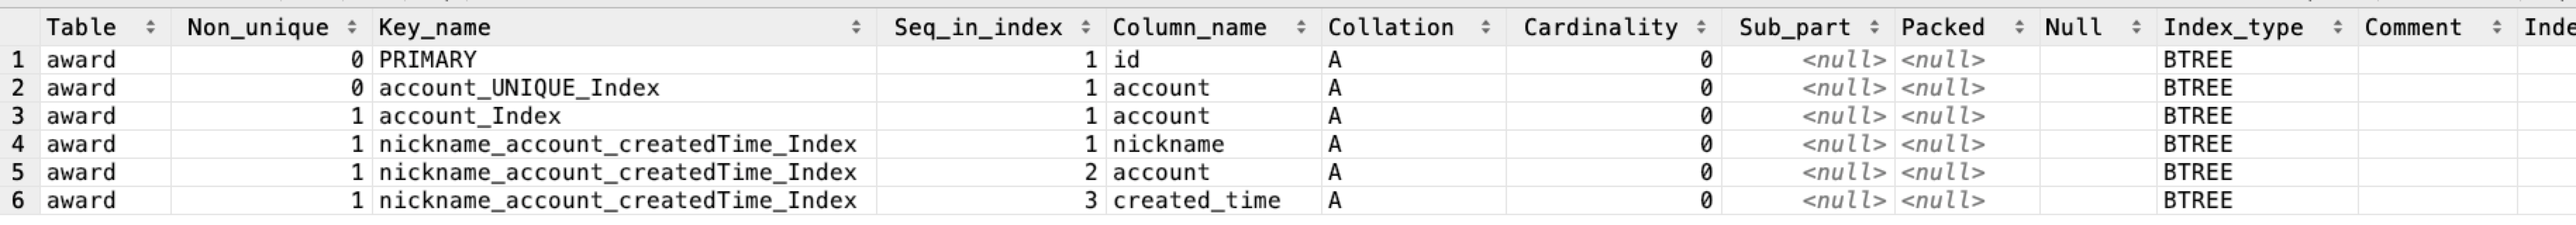 Table Non_unique Key_name Seq_in_index Column_name Collation Cardinality Sub_part Packed Null Index_type Comment Inde
1 award 0 PRIMARY 1 id A 0 <null> <null> BTREE
2 award 0 account_UNIQUE_Index 1 account A 0 <null> <null> BTREE
3 award 1 account_Index 1 account A 0 <null> <null> BTREE
4 award 1 nickname_account_createdTime_Index 1 nickname A 0 <null> <null> BTREE
5 award 1 nickname_account_createdTime_Index 2 account A 0 <null> <null> BTREE
6 award 1 nickname_account_createdTime_Index 3 created_time A 0 <null> <null> BTREE